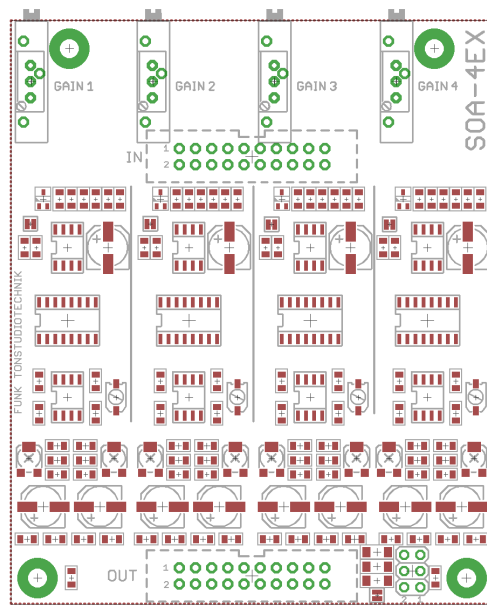 GAIN 1
GAIN 2
GAIN 3
GAIN 4
SOA-4EX
IN
1
2
FUNK TONSTUDIOTECHNIK
OUT
1
2